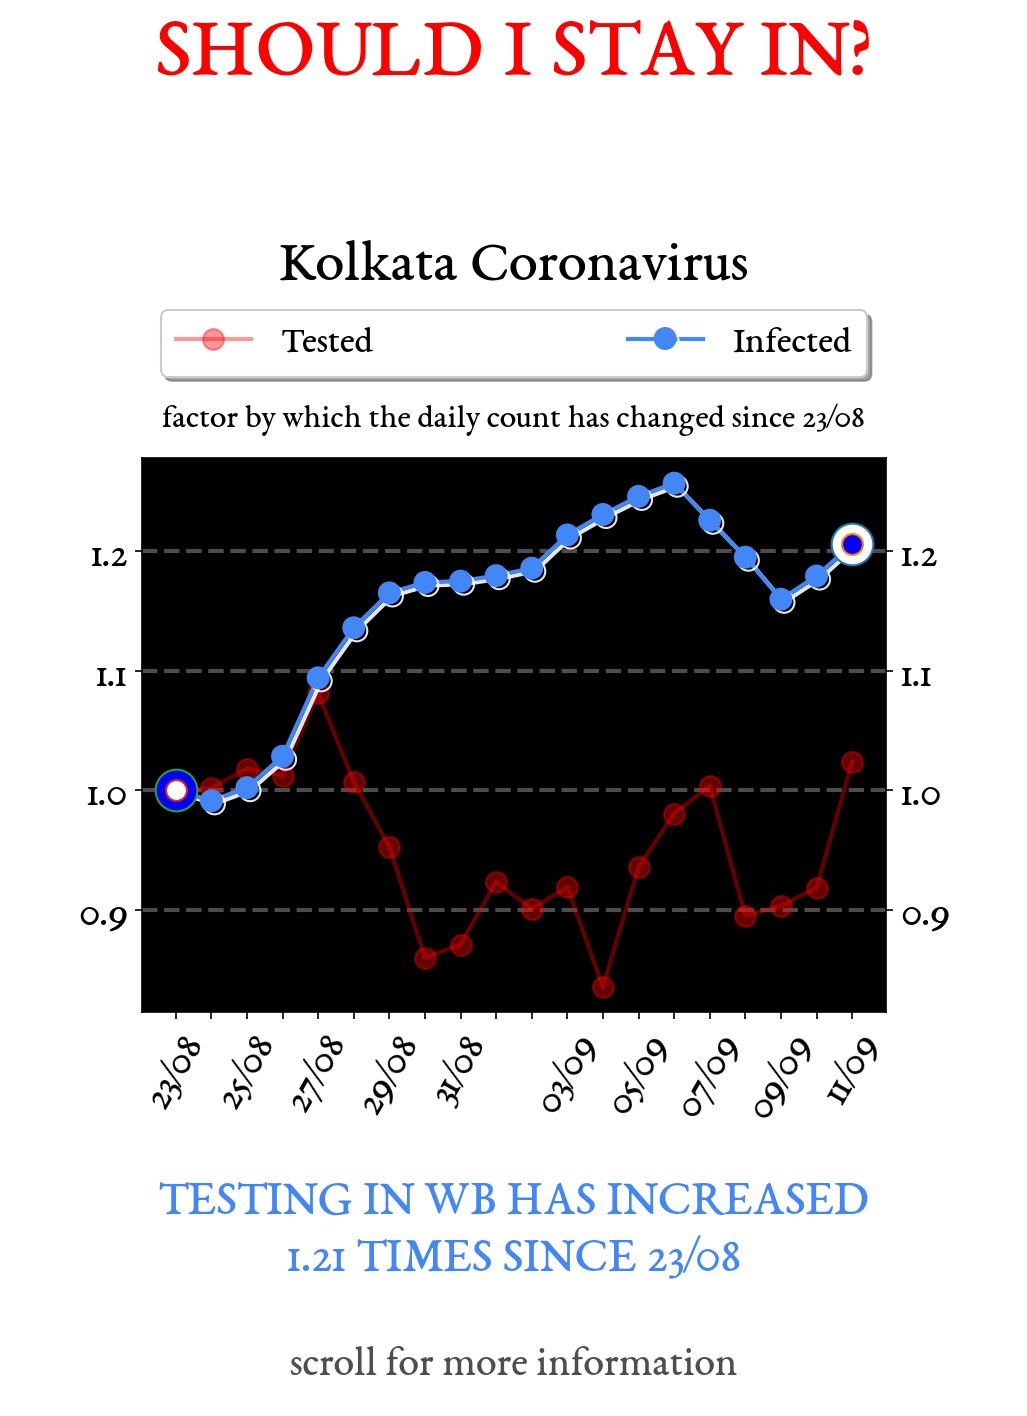 SHOULD I STAY IN?
Kolkata Coronavirus
Tested Infected
factor by which the daily count has changed since 23/08
1.2 1.2
1.1 1.1
1.0 1.0
0.9 0.9
23/08 25/08 27/08 29/08 31/08 03/09 05/09 07/09 09/09 11/09
TESTING IN WB HAS INCREASED
1.21 TIMES SINCE 23/08
scroll for more information